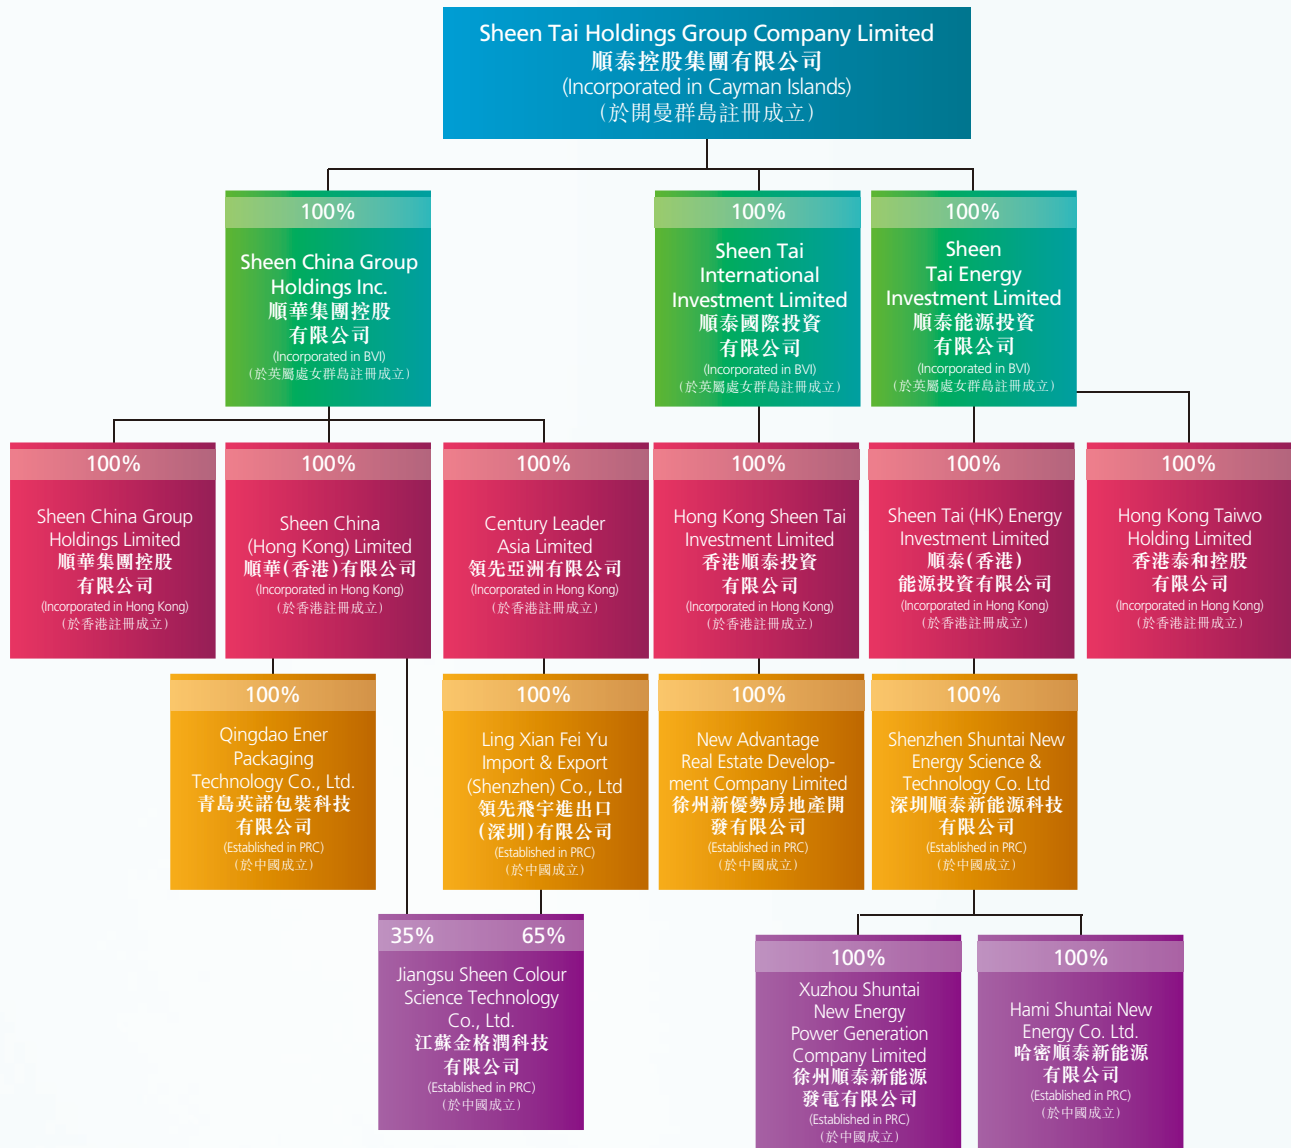 Sheen Tai Holdings Group Company Limited
順泰控股集團有限公司
(Incorporated in Cayman Islands)
(於開曼群島註冊成立)
100%
Sheen China Group
Holdings Inc.
順華集團控股
有限公司
(Incorporated in BVI)
(於英屬處女群島註冊成立)
100%
Sheen Tai
International
Investment Limited
順泰國際投資
有限公司
(Incorporated in BVI)
(於英屬處女群島註冊成立)
100%
Sheen
Tai Energy
Investment Limited
順泰能源投資
有限公司
(Incorporated in BVI)
(於英屬處女群島註冊成立)
100%
Sheen China Group
Holdings Limited
順華集團控股
有限公司
(Incorporated in Hong Kong)
(於香港註冊成立)
100%
Sheen China
(Hong Kong) Limited
順華(香港)有限公司
(Incorporated in Hong Kong)
(於香港註冊成立)
100%
Century Leader
Asia Limited
領先亞洲有限公司
(Incorporated in Hong Kong)
(於香港註冊成立)
100%
Hong Kong Sheen Tai
Investment Limited
香港順泰投資
有限公司
(Incorporated in Hong Kong)
(於香港註冊成立)
100%
Sheen Tai (HK) Energy
Investment Limited
順泰(香港)
能源投資有限公司
(Incorporated in Hong Kong)
(於香港註冊成立)
100%
Hong Kong Taiwo
Holding Limited
香港泰和控股
有限公司
(Incorporated in Hong Kong)
(於香港註冊成立)
100%
Qingdao Ener
Packaging
Technology Co., Ltd.
青島英諾包裝科技
有限公司
(Established in PRC)
(於中國成立)
100%
Ling Xian Fei Yu
Import & Export
(Shenzhen) Co., Ltd
領先飛宇進出口
(深圳)有限公司
(Established in PRC)
(於中國成立)
100%
New Advantage
Real Estate Develop-
ment Company Limited
徐州新優勢房地產開
發有限公司
(Established in PRC)
(於中國成立)
100%
Shenzhen Shuntai New
Energy Science &
Technology Co. Ltd
深圳順泰新能源科技
有限公司
(Established in PRC)
(於中國成立)
35% 65%
Jiangsu Sheen Colour
Science Technology
Co., Ltd.
江蘇金格潤科技
有限公司
(Established in PRC)
(於中國成立)
100%
Xuzhou Shuntai
New Energy
Power Generation
Company Limited
徐州順泰新能源
發電有限公司
(Established in PRC)
(於中國成立)
100%
Hami Shuntai New
Energy Co. Ltd.
哈密順泰新能源
有限公司
(Established in PRC)
(於中國成立)